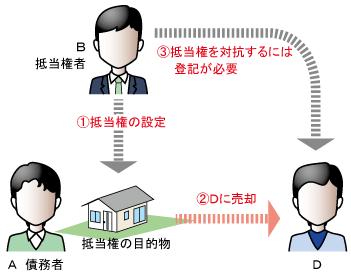 B
抵当権者
③抵当権を対抗するには
登記が必要
①抵当権の設定
②Dに売却
抵当権の目的物
A 債務者
D